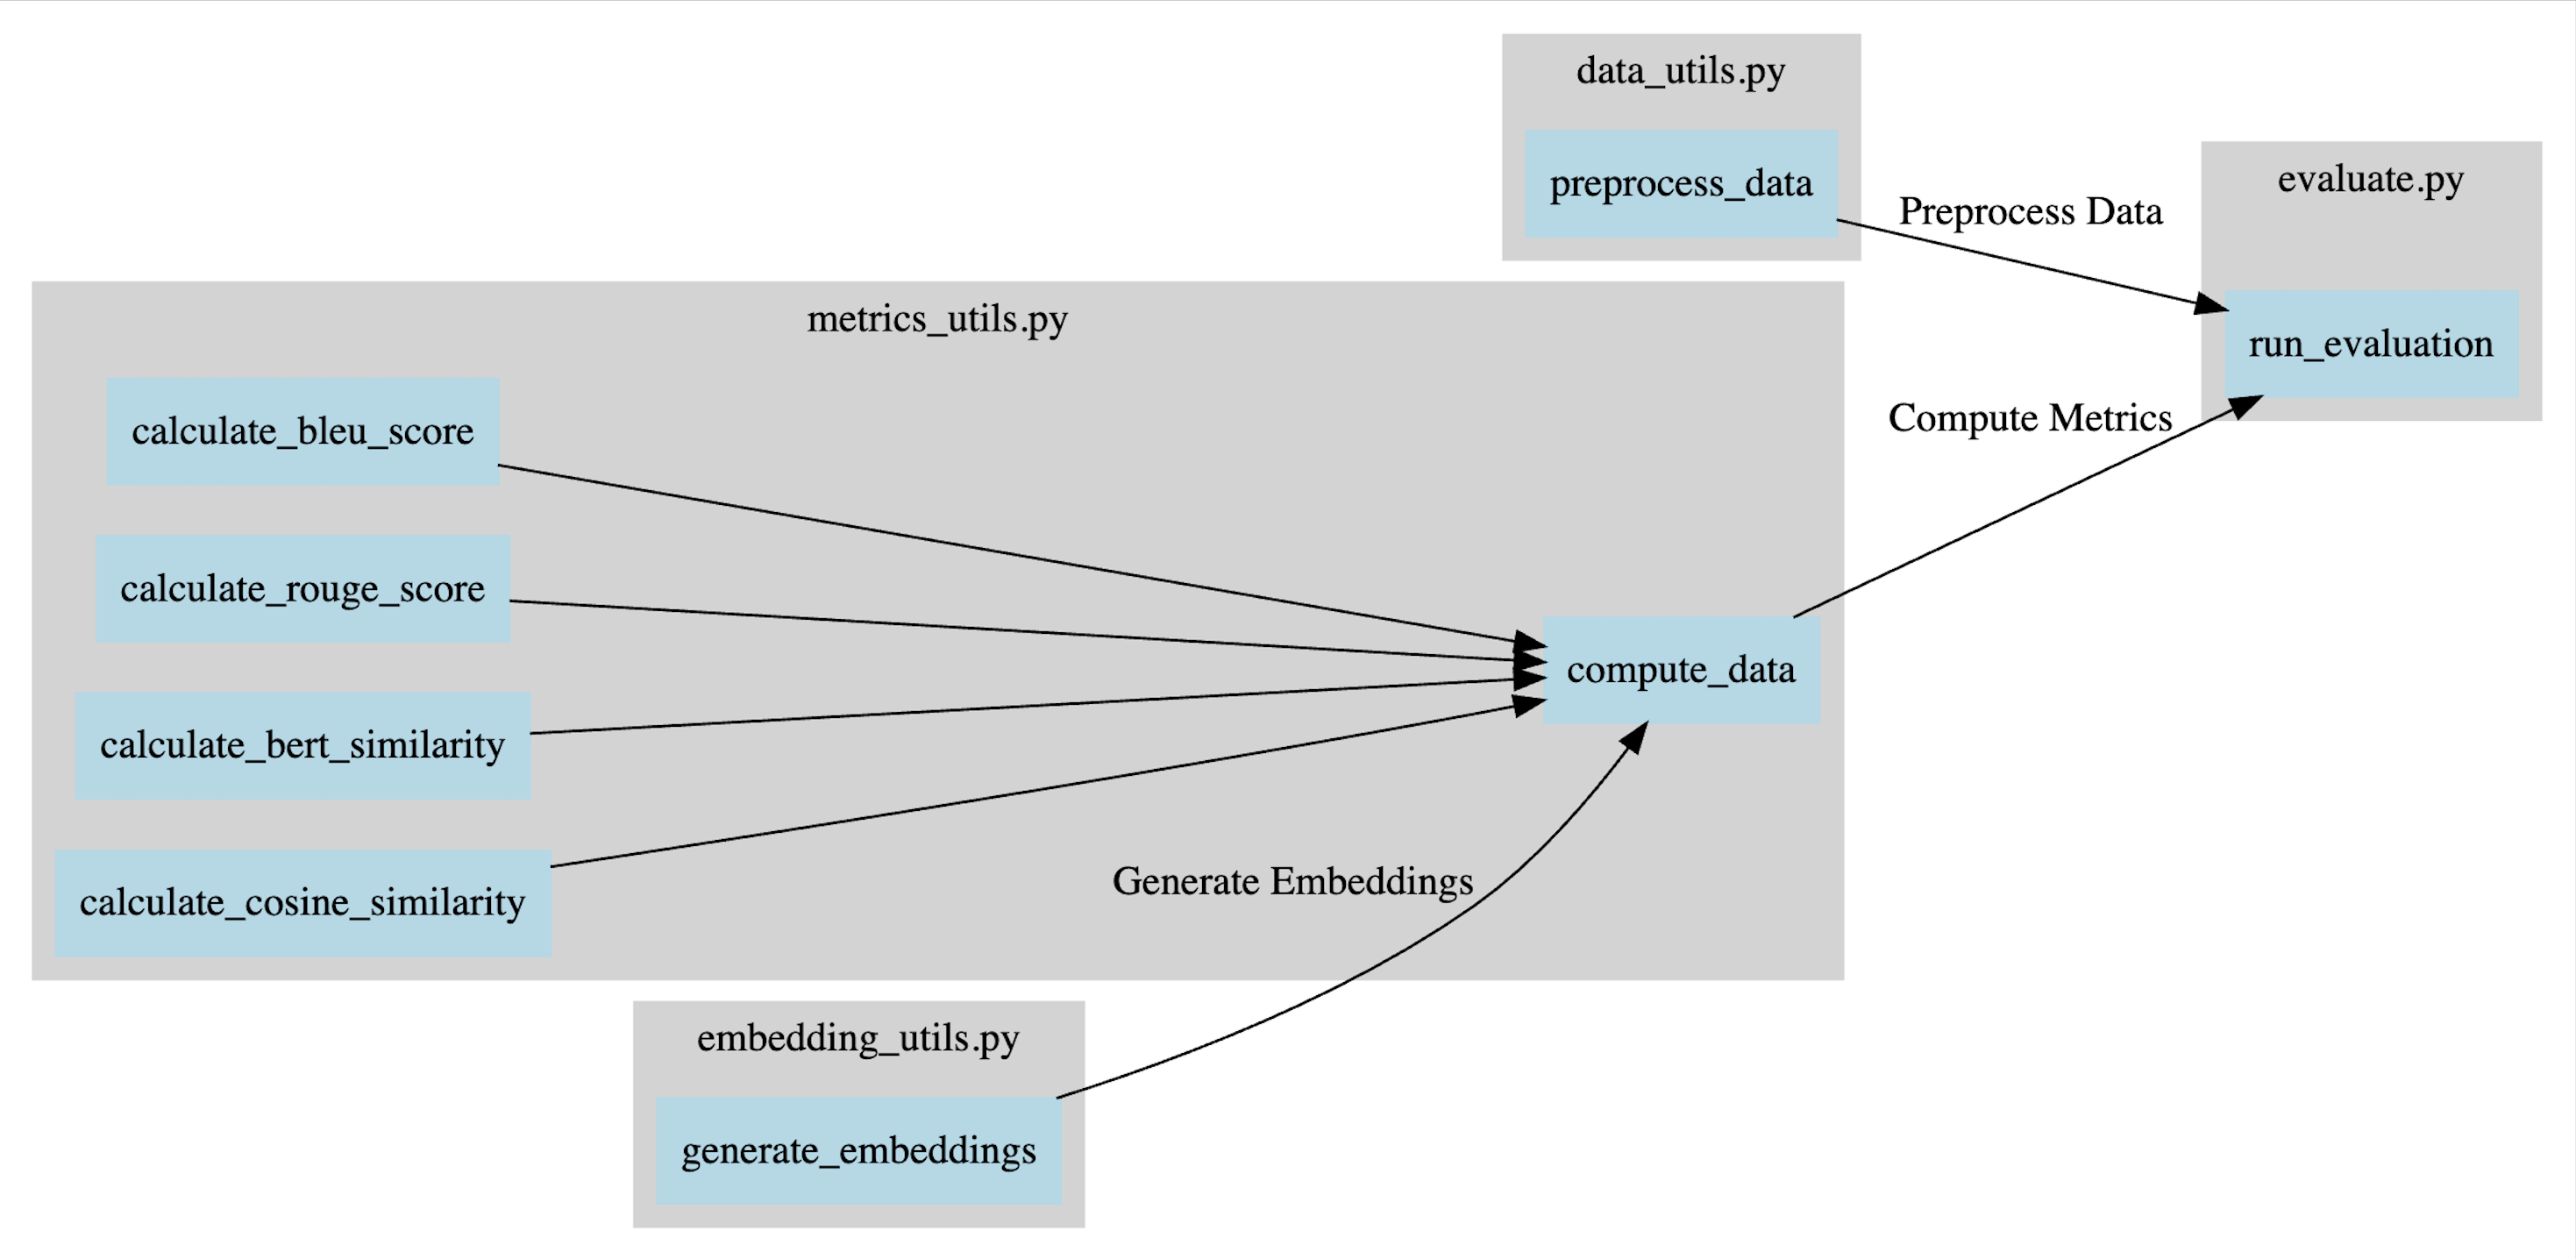 data_utils.py
preprocess_data
Preprocess Data
evaluate.py
run_evaluation
metrics_utils.py
calculate_bleu_score
calculate_rouge_score
calculate_bert_similarity
calculate_cosine_similarity
compute_data
Compute Metrics
Generate Embeddings
embedding_utils.py
generate_embeddings